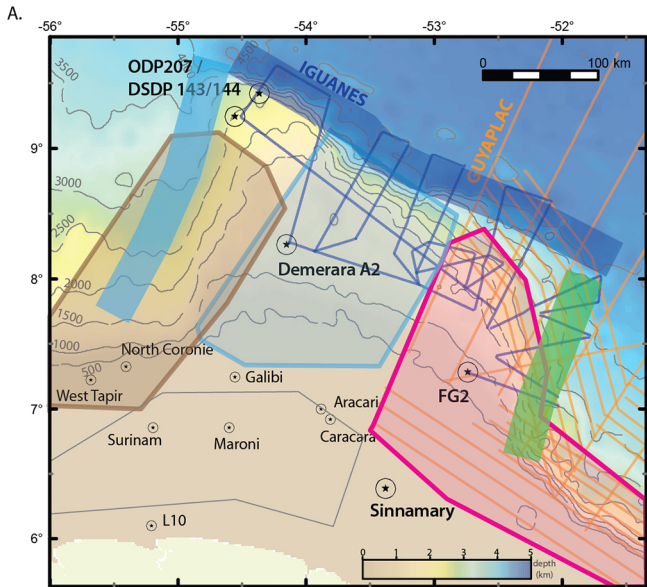 A.
-56° -55° -54° -53° -52°
0 100 km
ODP207 /
DSDP 143/144
IGUANES
GUYAPLAC
3500
9°
3000
2500
8°
2000
1500
1000
500
Demerara A2
North Coronie
West Tapir
Galibi
FG2
7°
Aracari
Caracara
Surinam
Maroni
Sinnamary
L10
6°
0 1 2 3 4 5
depth
(km)